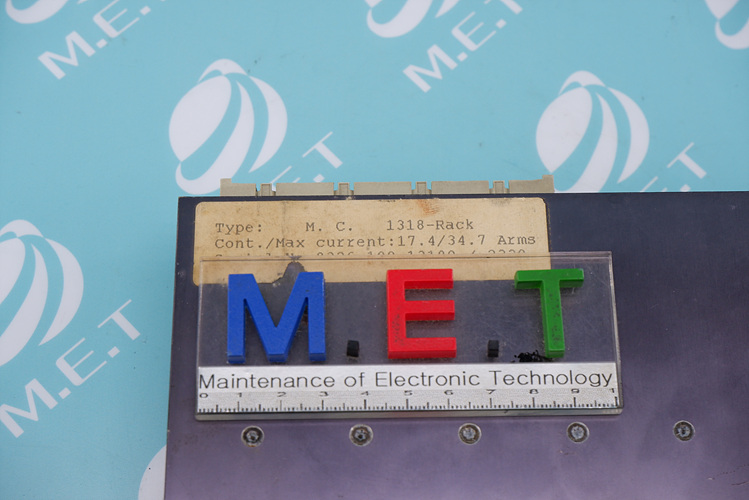 M.E.T
M.E.T
M.E.T
M.E.T
M.E.T
M.E.T
Type: M. C. 1318-Rack
Cont./Max current:17.4/34.7 Arms
M.E.T
Maintenance of Electronic Technology
0 1 2 3 4 5 6 7 8 9 1